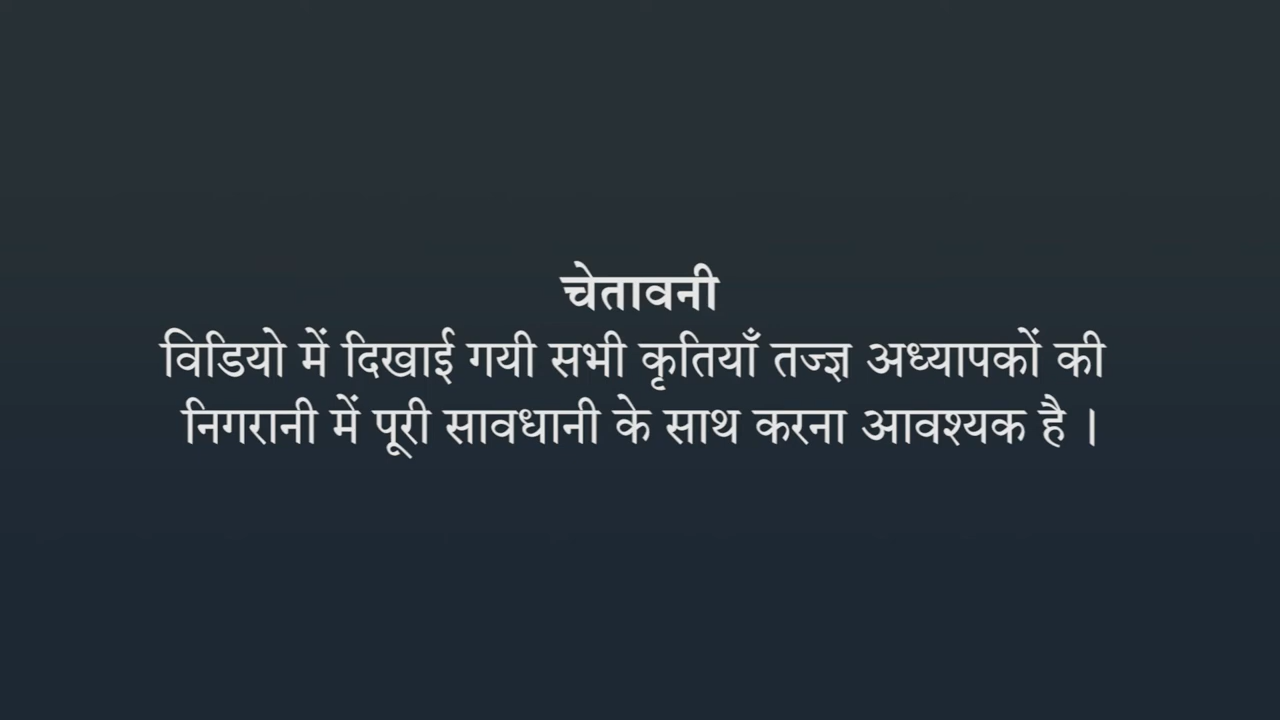 चेतावनी
विडियो में दिखाई गयी सभी कृतियाँ तज्ज्ञ अध्यापकों की
निगरानी में पूरी सावधानी के साथ करना आवश्यक है ।